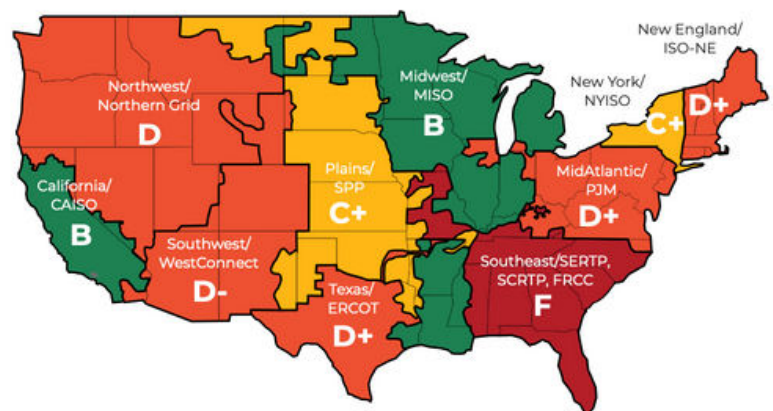 New England/
ISO-NE
Northwest/
Northern Grid
D
Midwest/
MISO
B
New York/
NYISO
C+
D+
California/
CAISO
B
Plains/
SPP
C+
MidAtlantic/
PJM
D+
Southwest/
WestConnect
D-
Texas/
ERCOT
D+
Southeast/SERTP,
SCRTP, FRCC
F